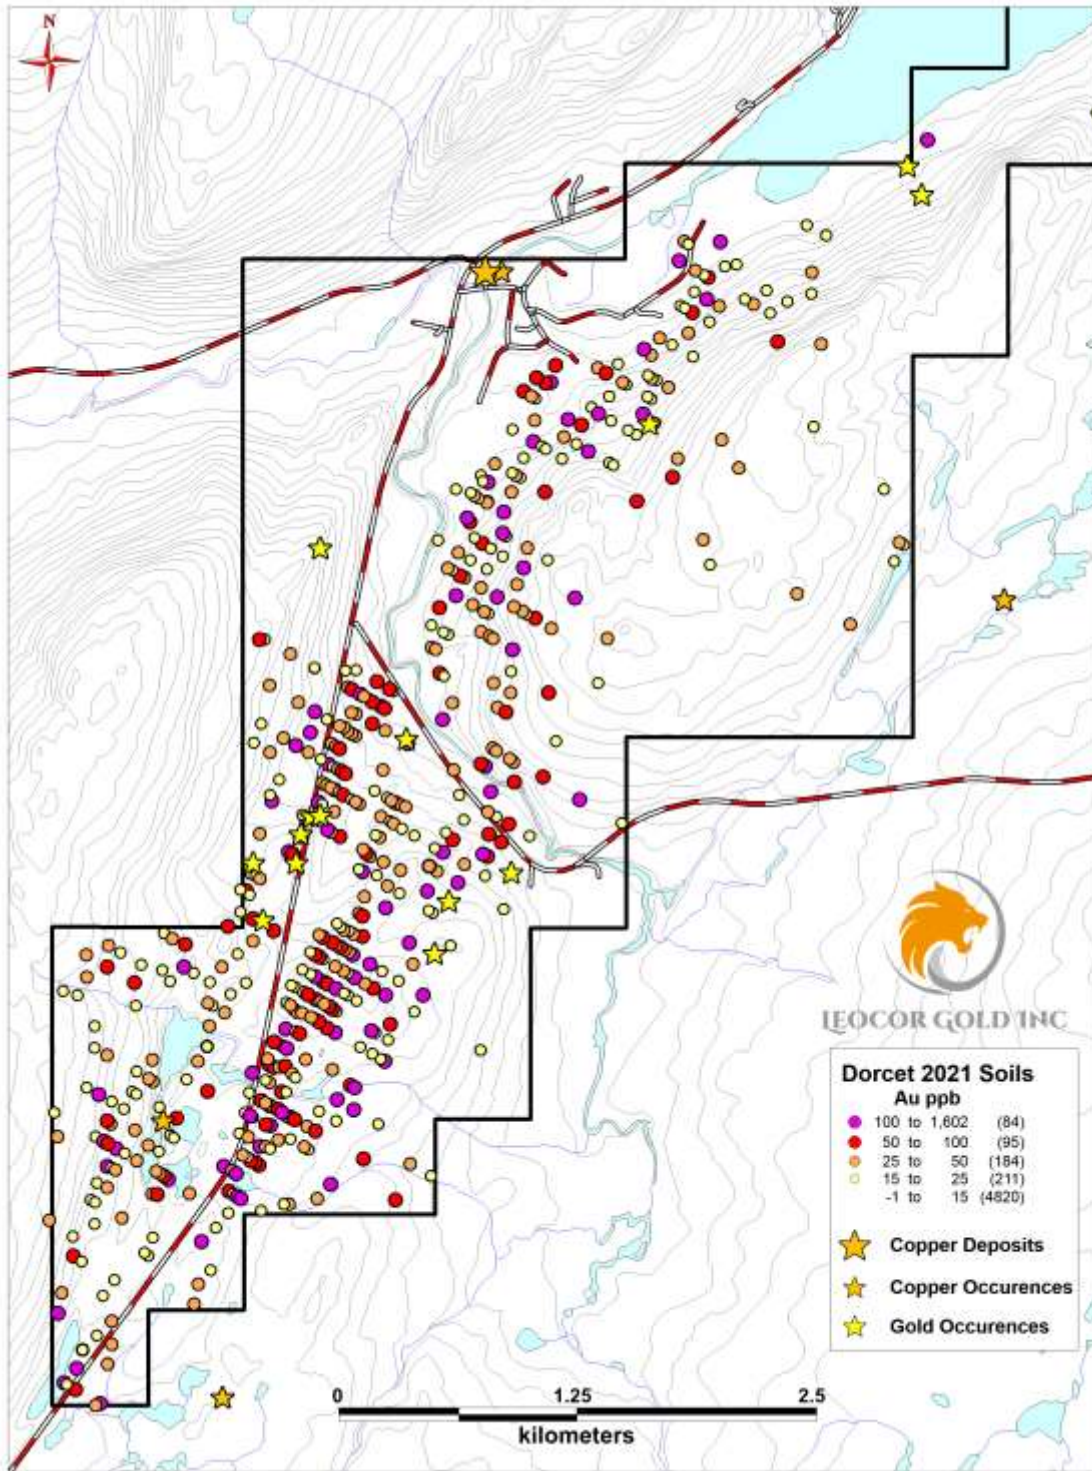 N
LEOCOR GOLD INC
Dorcet 2021 Soils
Au ppb
100 to 1,602 (84)
50 to 100 (95)
25 to 50 (184)
15 to 25 (211)
-1 to 15 (4820)
Copper Deposits
Copper Occurences
Gold Occurences
0 1.25 2.5
kilometers